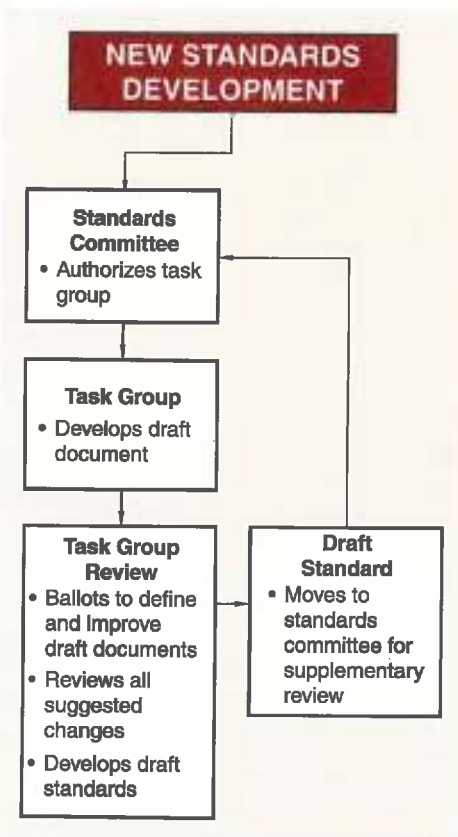 NEW STANDARDS
DEVELOPMENT
Standards
Committee
• Authorizes task
group
Task Group
• Develops draft
document
Task Group
Review
• Ballots to define
and Improve
draft documents
• Reviews all
suggested
changes
• Develops draft
standards
Draft
Standard
• Moves to
standards
committee for
supplementary
review